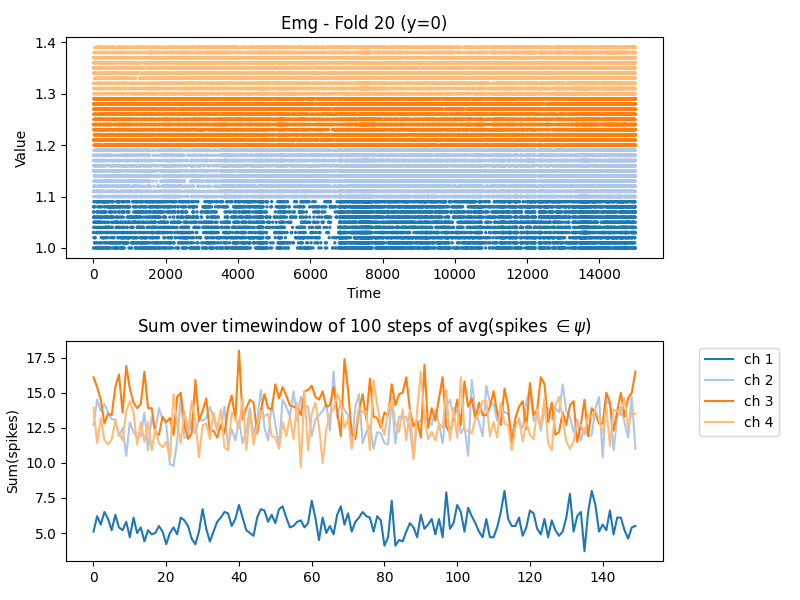 Emg - Fold 20 (y=0)
Value
1.4
1.3
1.2
1.1
1.0
0 2000 4000 6000 8000 10000 12000 14000
Time
Sum over timewindow of 100 steps of avg(spikes ∈ ψ)
Sum(spikes)
17.5
15.0
12.5
10.0
7.5
5.0
0 20 40 60 80 100 120 140
ch 1
ch 2
ch 3
ch 4